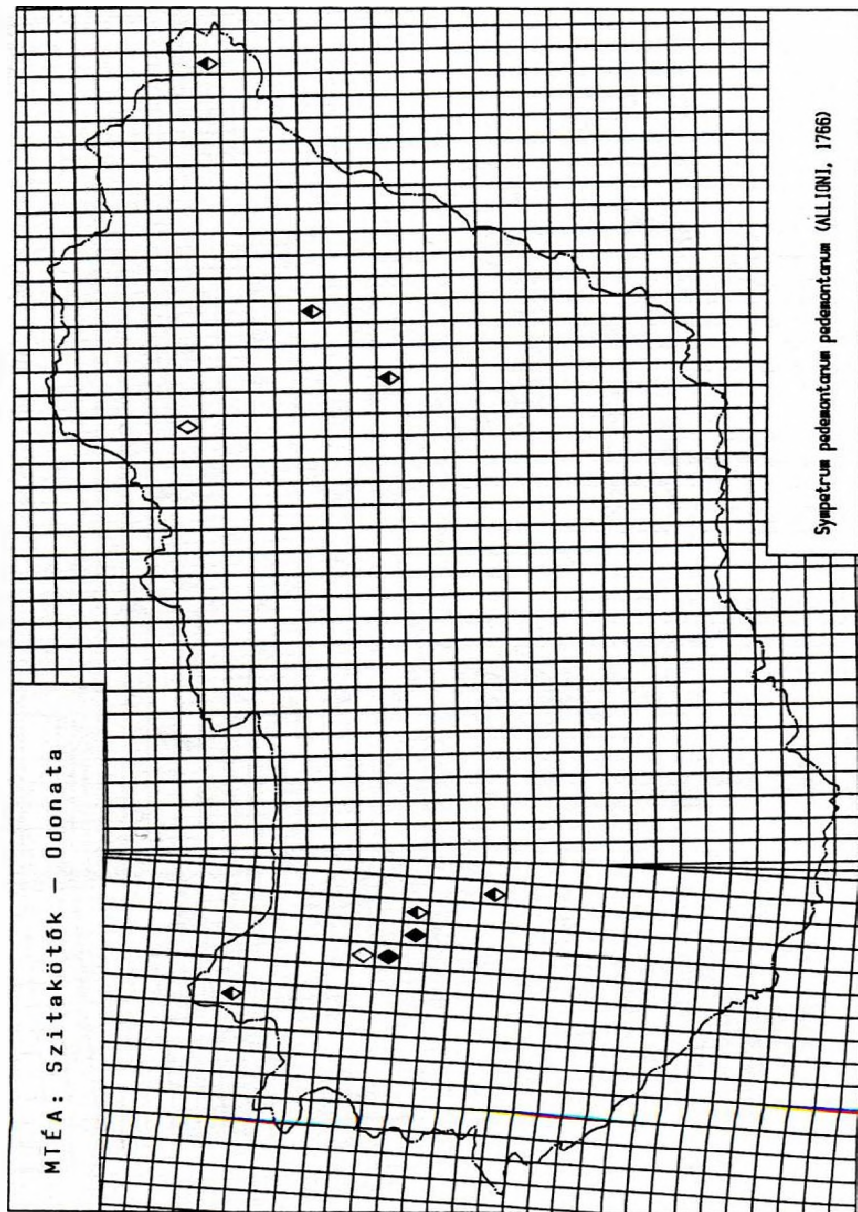 MTÉA: Szitakötők — Odonata
Sympetrum pedemontanum pedemontanum (ALLIONI, 1766)